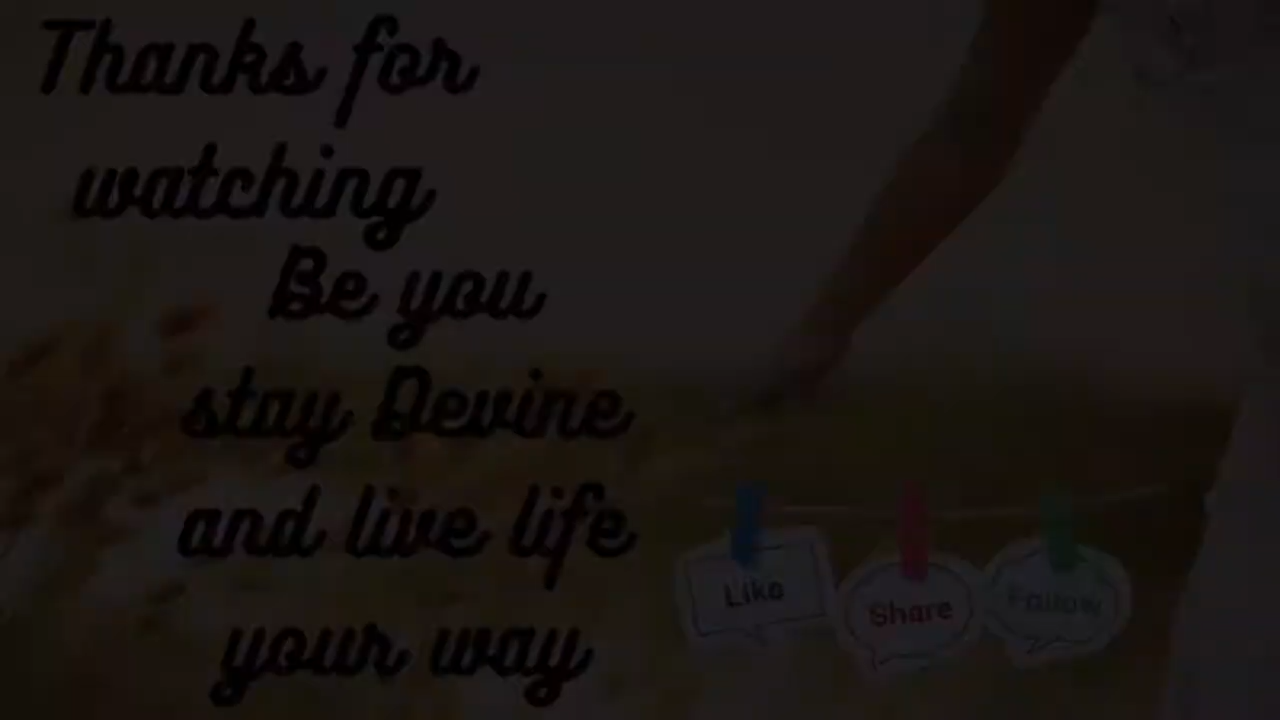 Thanks for
watching
Be you
stay Devine
and live life
your way
Like
Share
Follow